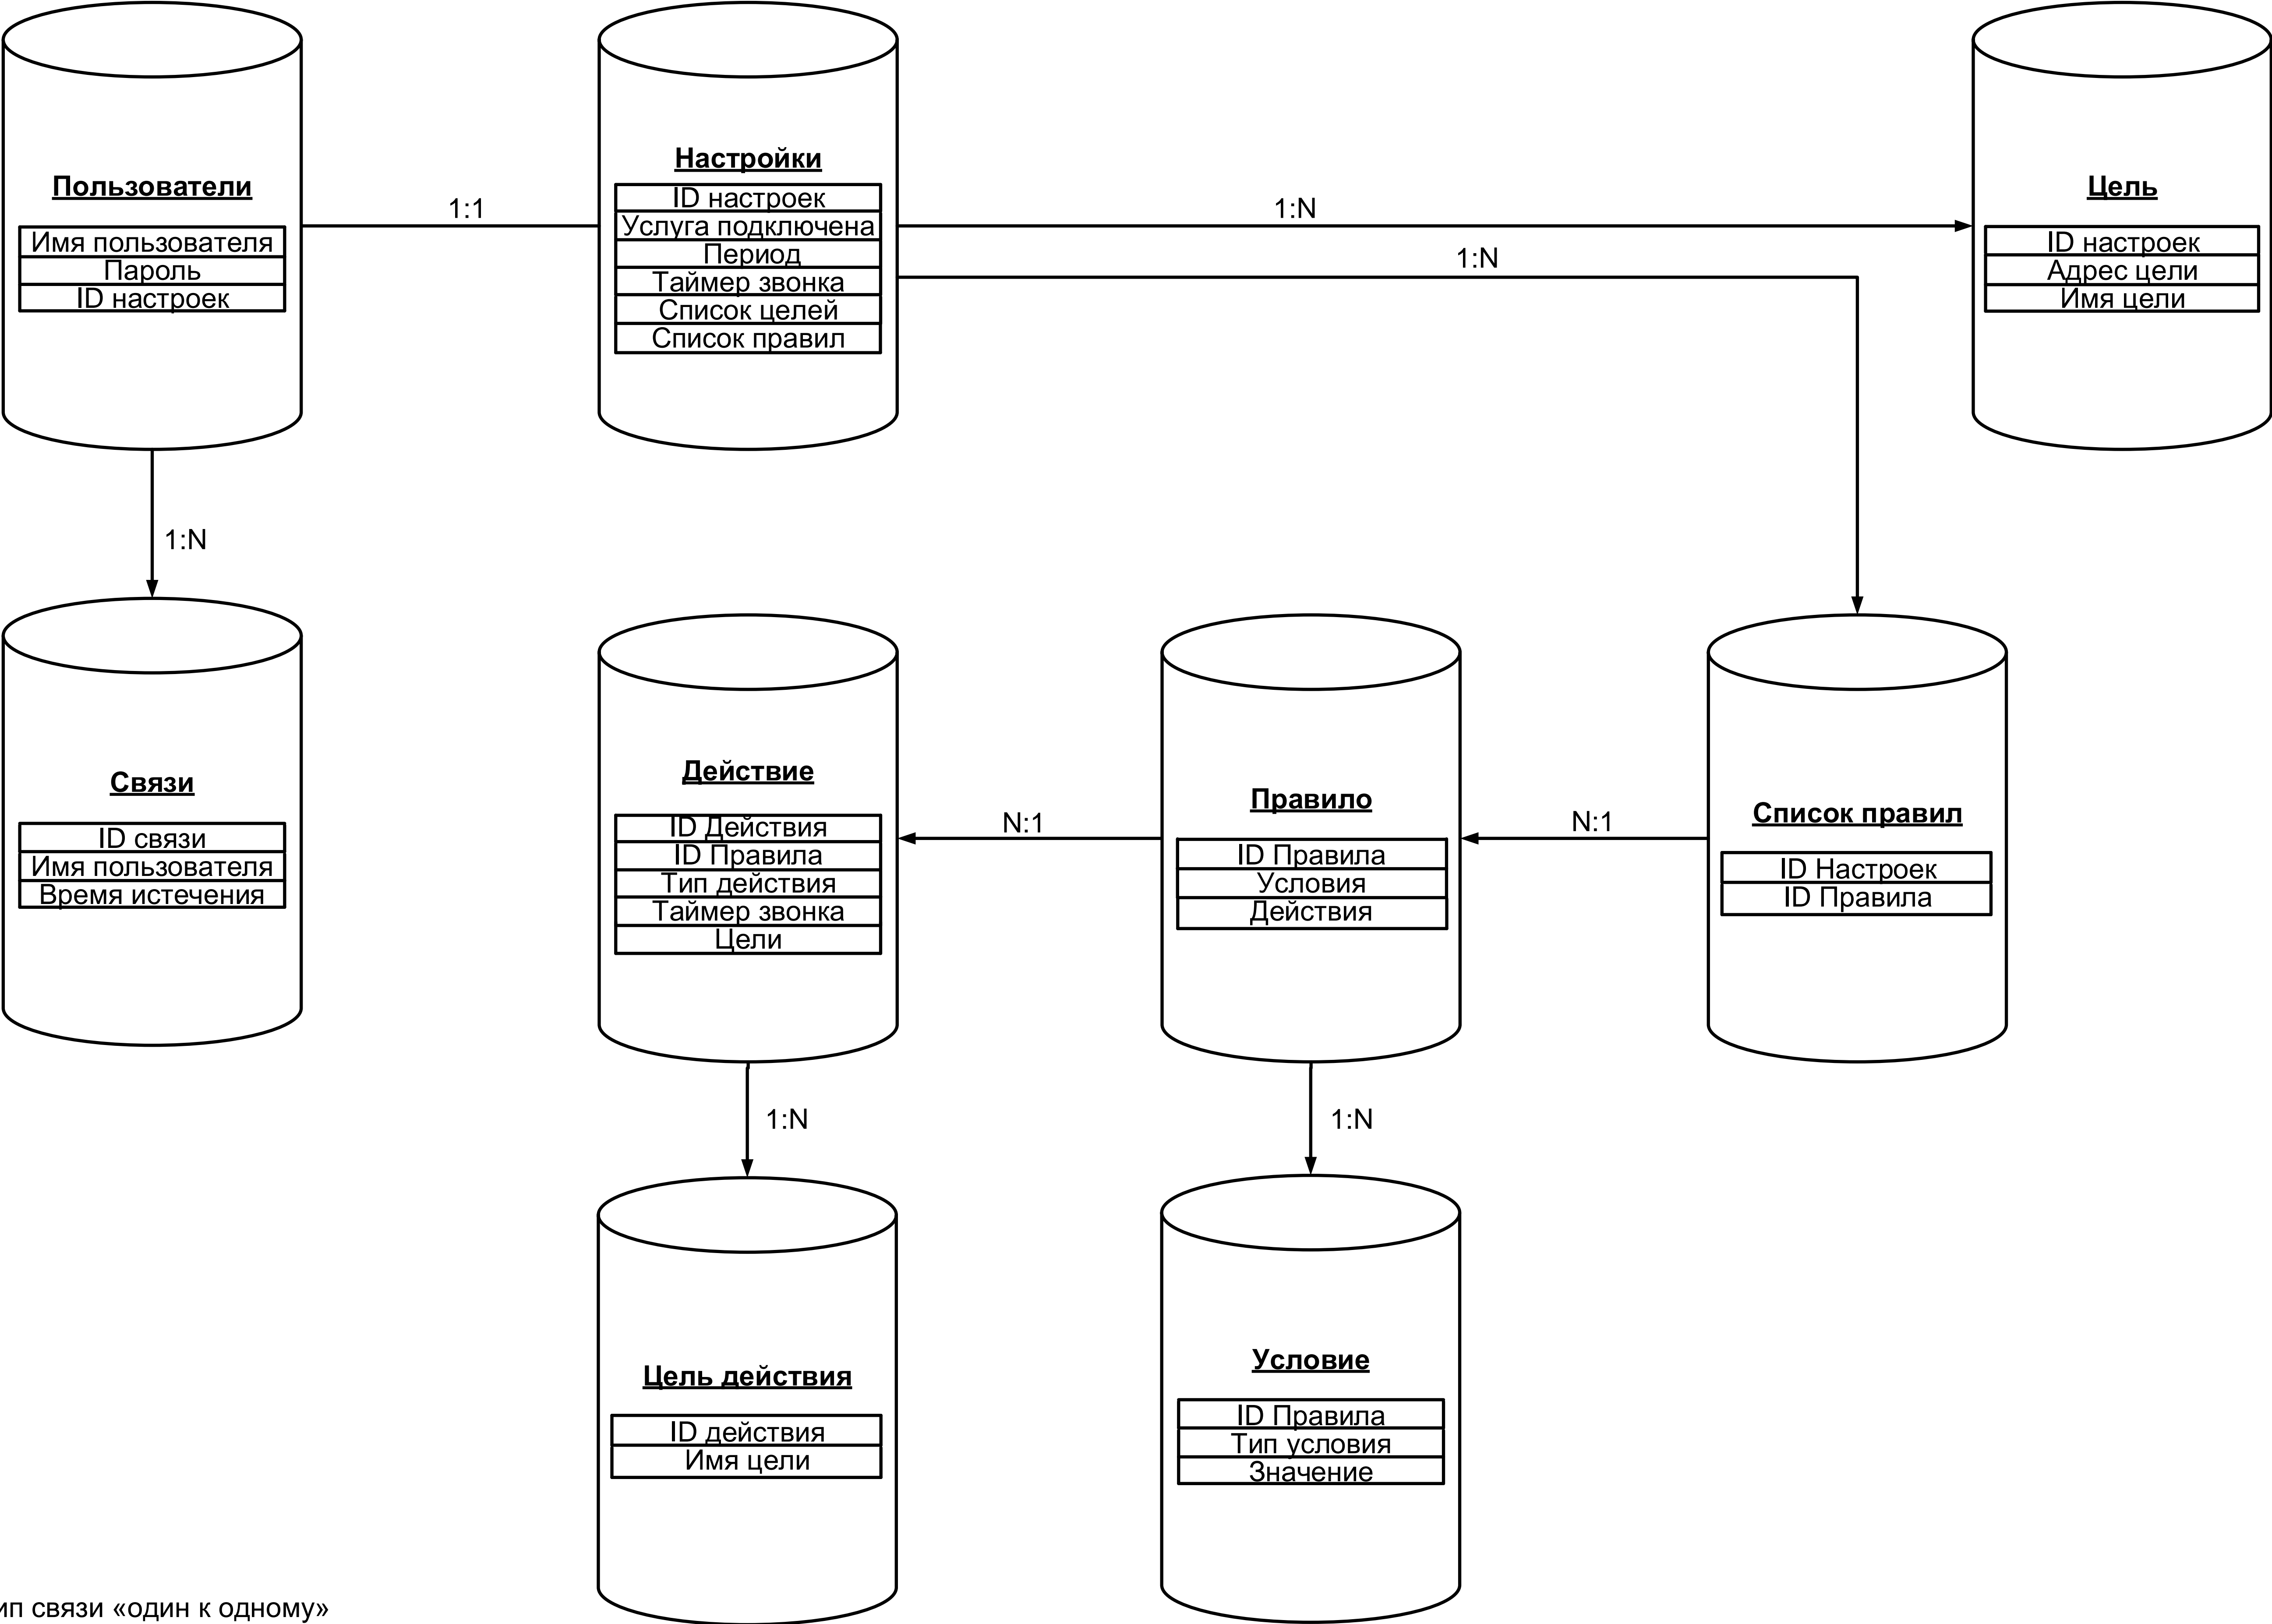 Пользователи
Имя пользователя
Пароль
ID настроек
1:1
Настройки
ID настроек
Услуга подключена
Период
Таймер звонка
Список целей
Список правил
1:N
1:N
Цель
ID настроек
Адрес цели
Имя цели
1:N
Связи
ID связи
Имя пользователя
Время истечения
Действие
ID Действия
ID Правила
Тип действия
Таймер звонка
Цели
N:1
Правило
ID Правила
Условия
Действия
N:1
Список правил
ID Настроек
ID Правила
1:N
1:N
Цель действия
ID действия
Имя цели
Условие
ID Правила
Тип условия
Значение
связи «один к одному»